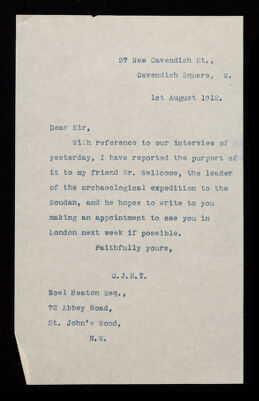 27 New Cavendish St.,
Cavendish Square, W.
1st August 1912.
Dear Sir,
With reference to our interview of
yesterday, I have reported the purport of
it to my friend Mr. Wellcome, the leader
of the archaeological expedition to the
Soudan, and he hopes to write to you
making an appointment to see you in
London next week if possible.
Faithfully yours,
C.J.S.T.
Noel Heaton Esq.,
72 Abbey Road,
St. John's Wood,
N.W.